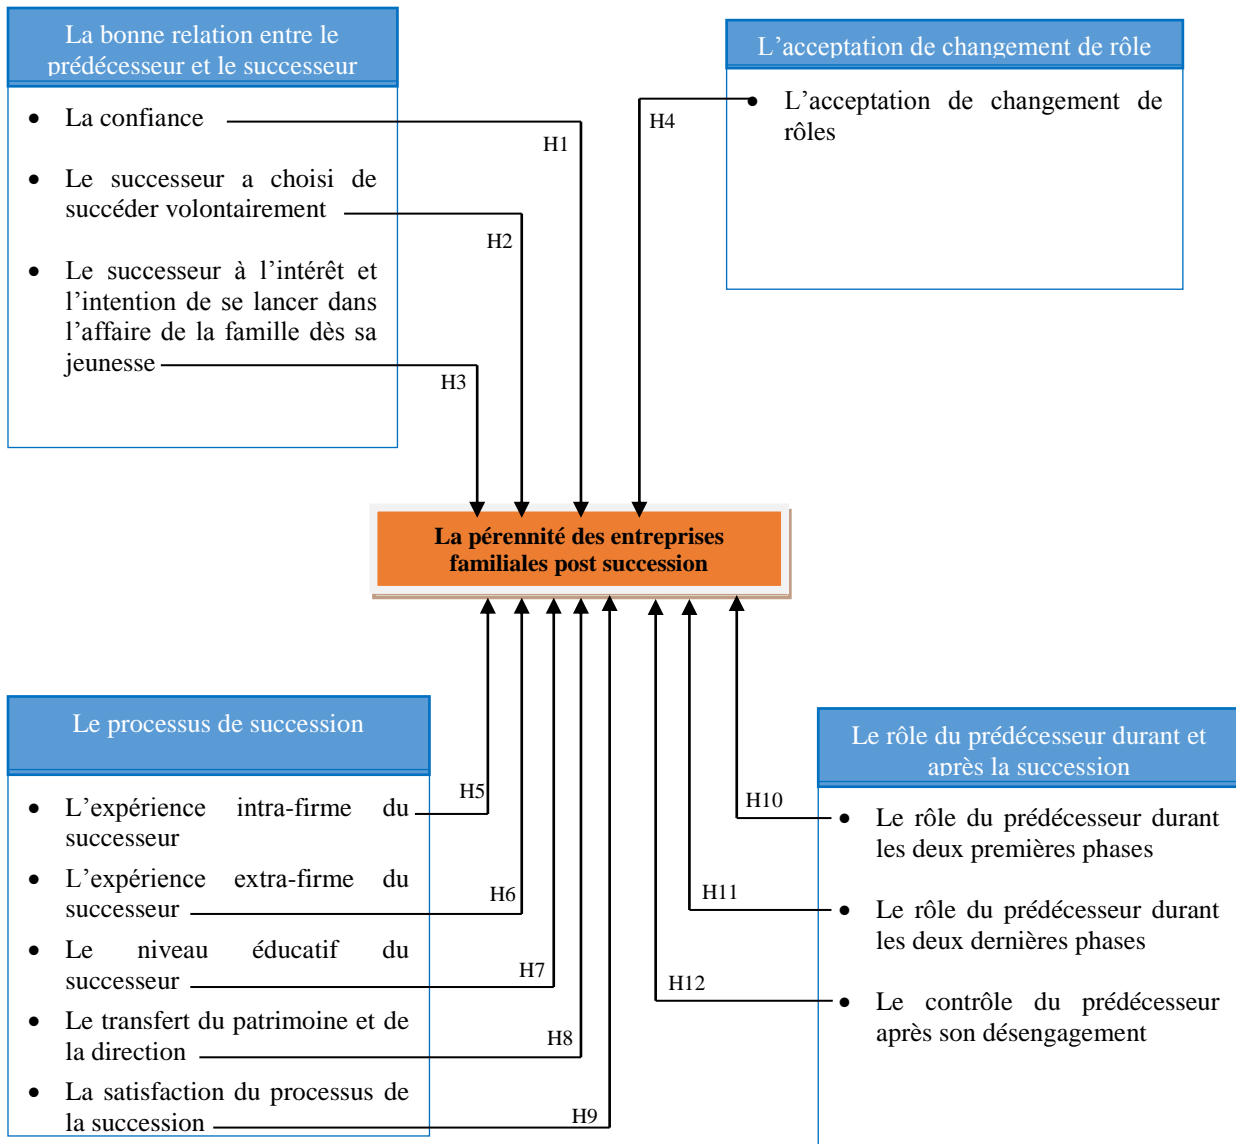 La bonne relation entre le
prédécesseur et le successeur
• La confiance
H1
• Le successeur a choisi de
succéder volontairement
H2
• Le successeur à l’intérêt et
l’intention de se lancer dans
l’affaire de la famille dès sa
jeunesse
H3
L’acceptation de changement de rôle
• L’acceptation de changement de
rôles
H4
La pérennité des entreprises
familiales post succession
Le processus de succession
• L’expérience intra-firme du
successeur
H5
• L’expérience extra-firme du
successeur
H6
• Le niveau éducatif du
successeur
H7
• Le transfert du patrimoine et de
la direction
H8
• La satisfaction du processus de
la succession
H9
Le rôle du prédécesseur durant et
après la succession
H10
• Le rôle du prédécesseur durant
les deux premières phases
H11
• Le rôle du prédécesseur durant
les deux dernières phases
H12
• Le contrôle du prédécesseur
après son désengagement